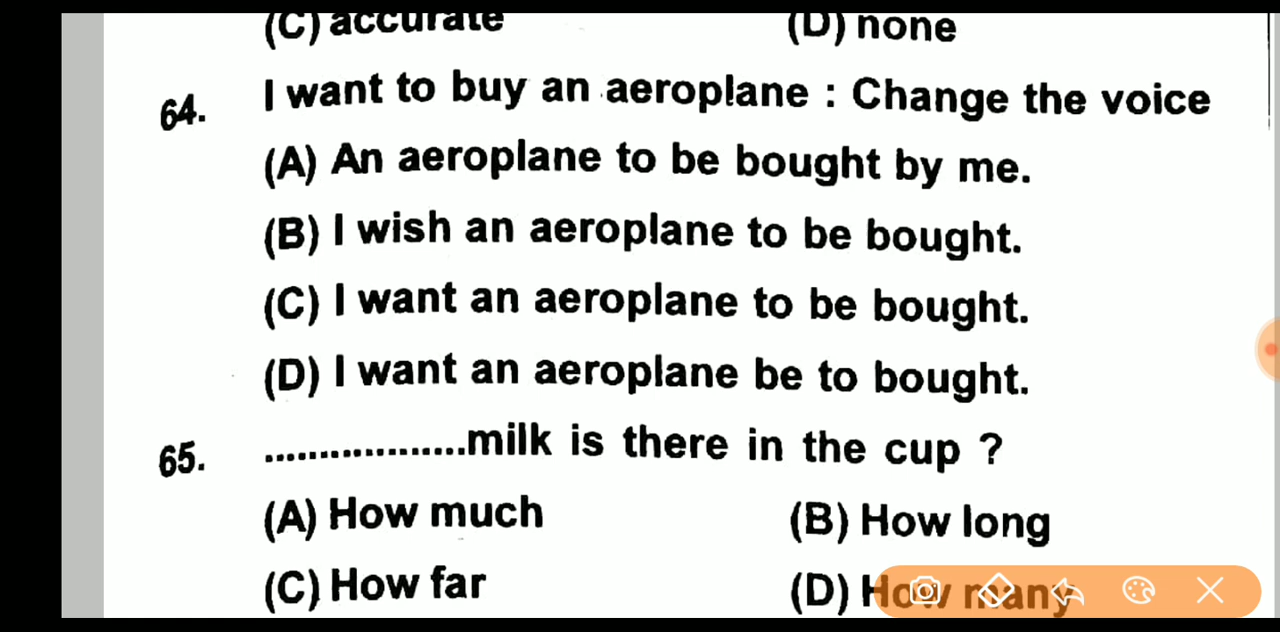 (C) accurate (D) none
64. I want to buy an aeroplane : Change the voice
(A) An aeroplane to be bought by me.
(B) I wish an aeroplane to be bought.
(C) I want an aeroplane to be bought.
(D) I want an aeroplane be to bought.
65. ..................milk is there in the cup ?
(A) How much (B) How long
(C) How far (D) How many